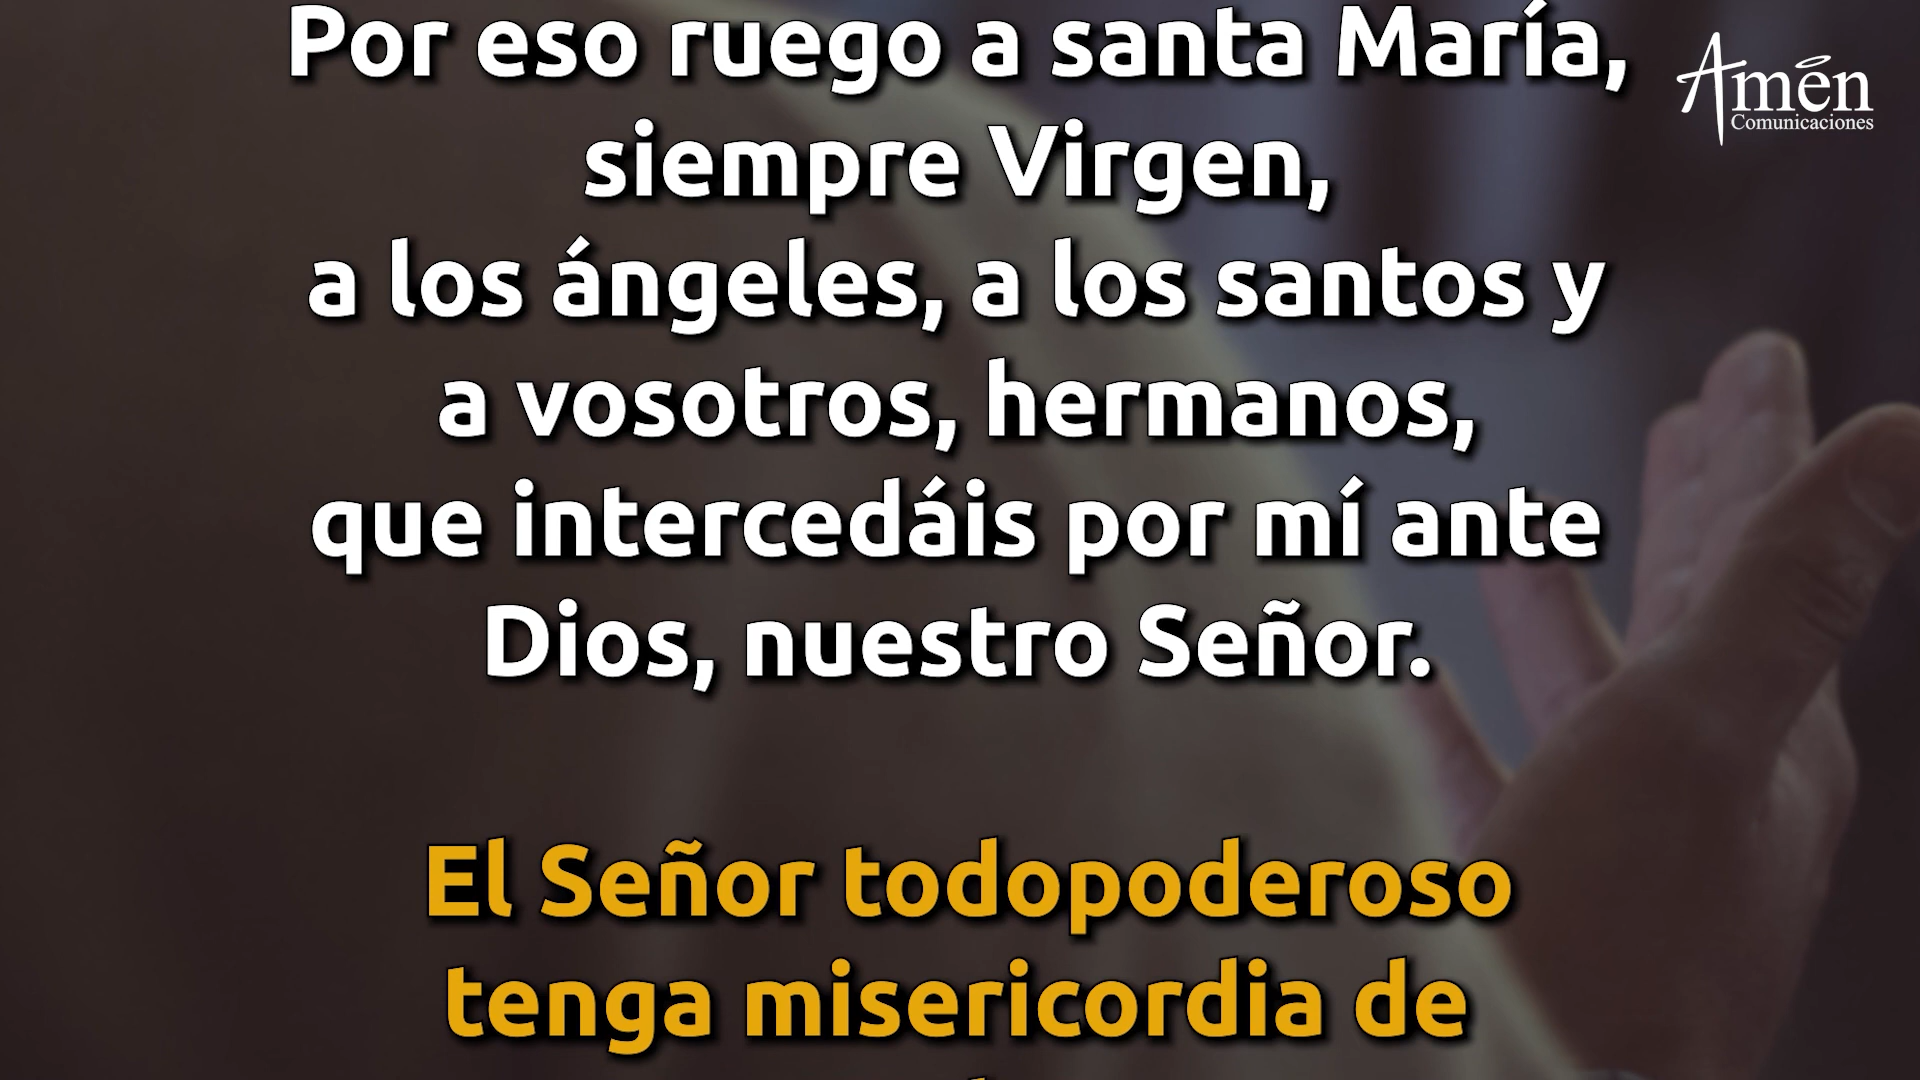 Por eso ruego a santa María,
siempre Virgen,
a los ángeles, a los santos y
a vosotros, hermanos,
que intercedáis por mí ante
Dios, nuestro Señor.
El Señor todopoderoso
tenga misericordia de
Amén
Comunicaciones